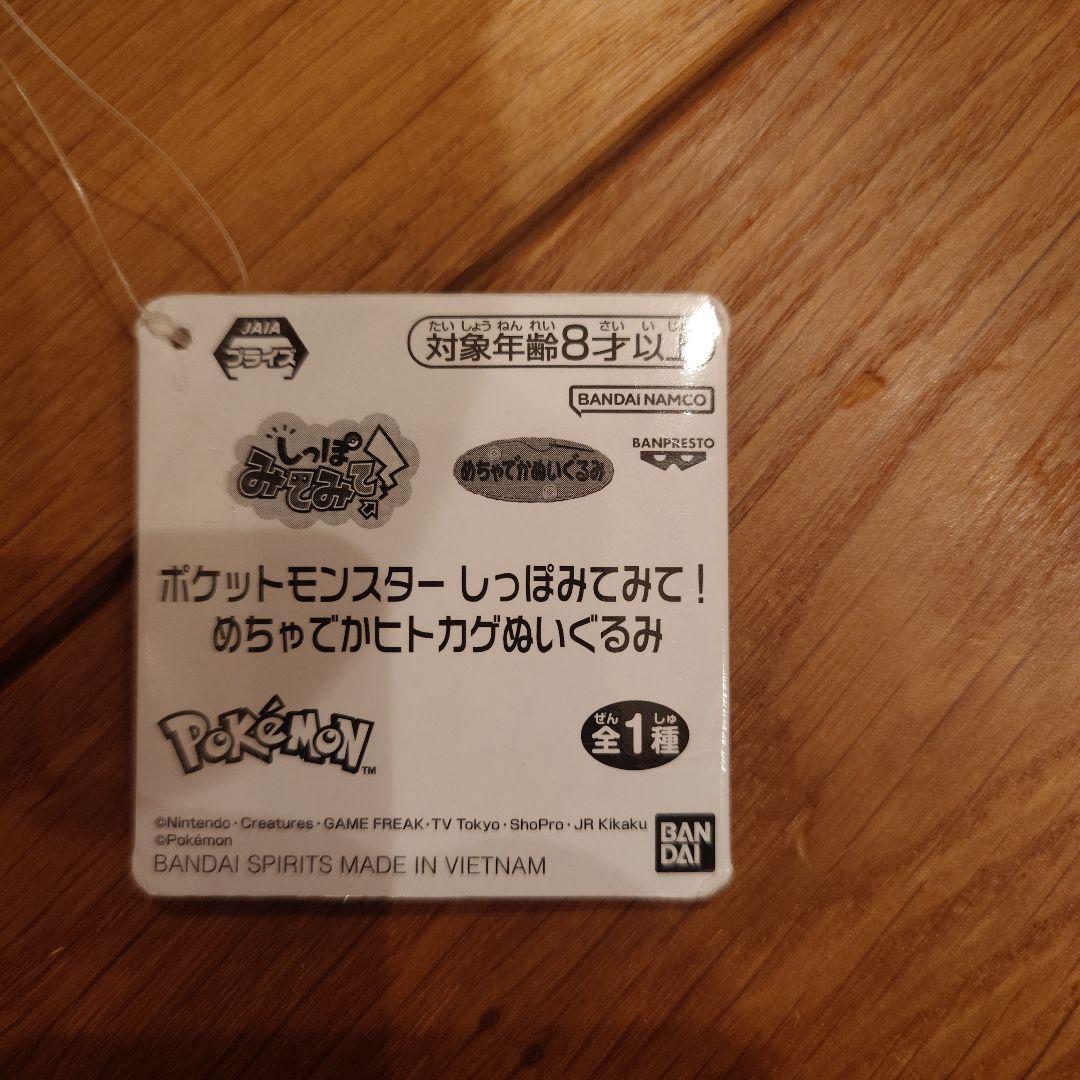 JAIA
プライズ
たいしょうねんれい さいいじ
対象年齢8才以上
BANDAI NAMCO
しっぽ
みてみて!
めちゃでかぬいぐるみ
BANPRESTO
ポケットモンスター しっぽみてみて!
めちゃでかヒトカゲぬいぐるみ
POKéMON™
ぜん しゅ
全1種
©Nintendo・Creatures・GAME FREAK・TV Tokyo・ShoPro・JR Kikaku
©Pokémon
BANDAI SPIRITS MADE IN VIETNAM
BAN
DAI